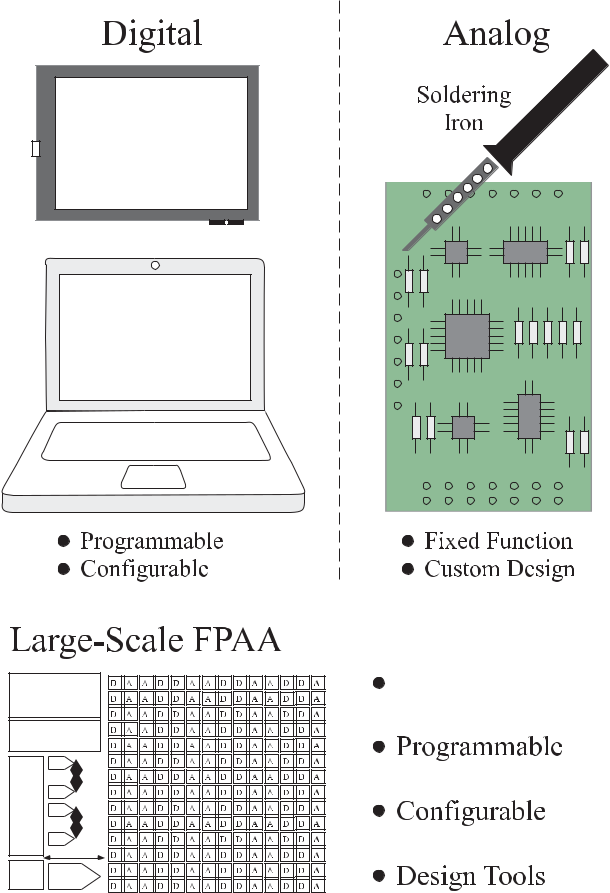 Digital
Analog
Soldering
Iron
● Programmable
● Configurable
● Fixed Function
● Custom Design
Large-Scale FPAA
D A A D D A A D D A A D D A
D A A D D A A D D A A D D A
D A A D D A A D D A A D D A
D A A D D A A D D A A D D A
D A A D D A A D D A A D D A
D A A D D A A D D A A D D A
D A A D D A A D D A A D D A
D A A D D A A D D A A D D A
D A A D D A A D D A A D D A
D A A D D A A D D A A D D A
D A A D D A A D D A A D D A
D A A D D A A D D A A D D A
D A A D D A A D D A A D D A
D A A D D A A D D A A D D A
●
● Programmable
● Configurable
● Design Tools